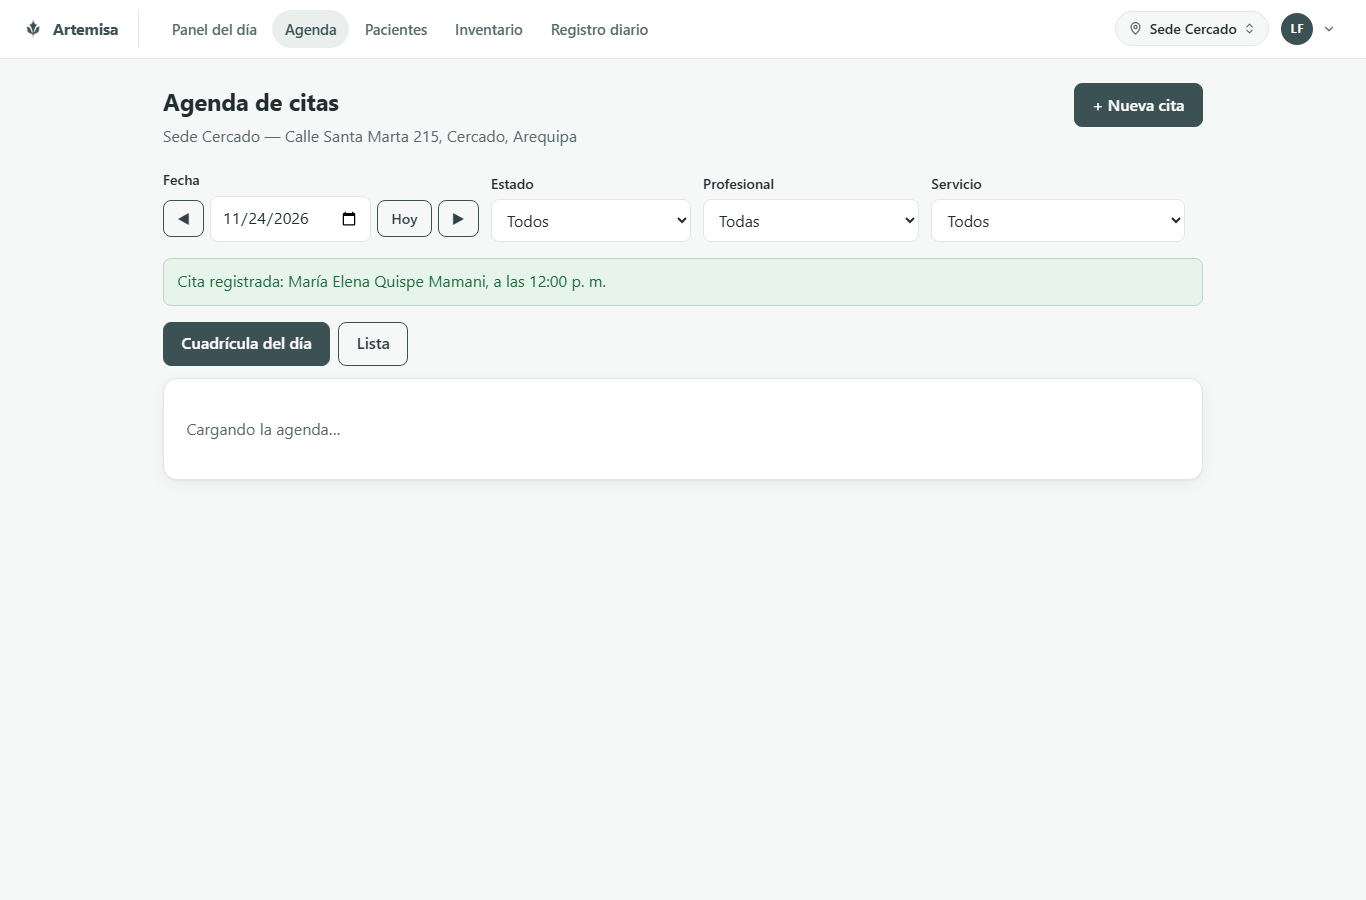 Artemisa
Panel del día
Agenda
Pacientes
Inventario
Registro diario
Sede Cercado
LF
Agenda de citas
+ Nueva cita
Sede Cercado — Calle Santa Marta 215, Cercado, Arequipa
Fecha
Estado
Profesional
Servicio
◀
11/24/2026
Hoy
▶
Todos
Todas
Todos
Cita registrada: María Elena Quispe Mamani, a las 12:00 p. m.
Cuadrícula del día
Lista
Cargando la agenda...